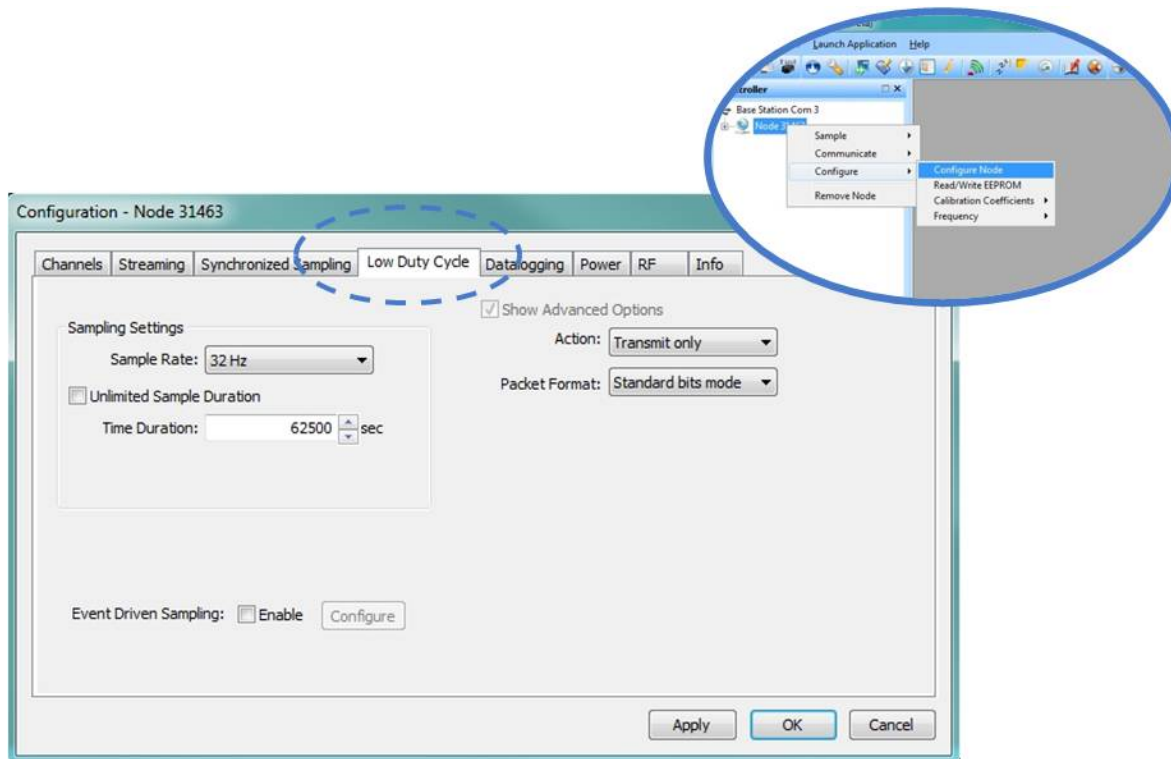 Launch Application Help
troller
Base Station Com 3
Node 31463
Sample
Communicate
Configure
Remove Node
Configure Node
Read/Write EEPROM
Calibration Coefficients
Frequency
Configuration - Node 31463
Channels Streaming Synchronized Sampling Low Duty Cycle Datalogging Power RF Info
Sampling Settings
Sample Rate: 32 Hz
Unlimited Sample Duration
Time Duration: 62500 sec
Show Advanced Options
Action: Transmit only
Packet Format: Standard bits mode
Event Driven Sampling: Enable Configure
Apply OK Cancel